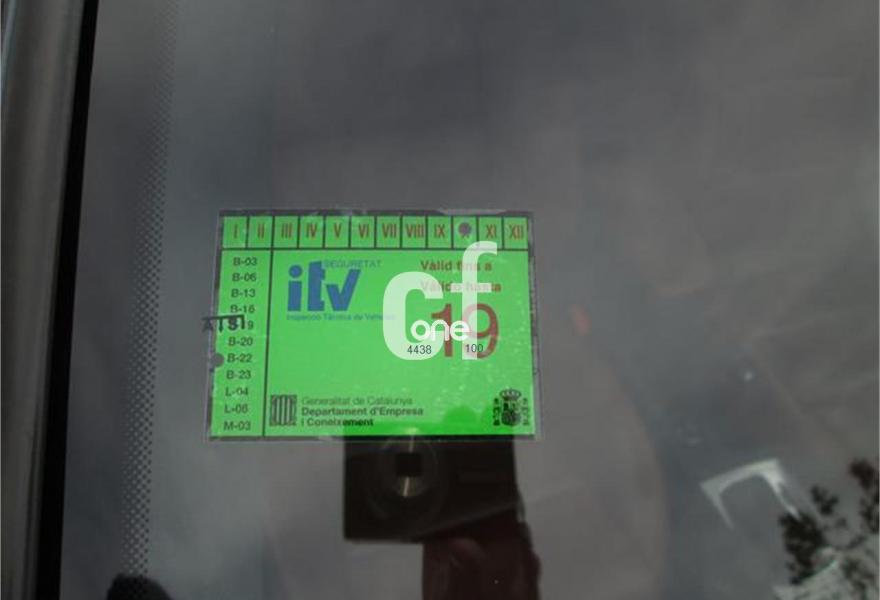 I II III IV V VI VII VIII IX XI XII
B-03
B-06
B-13
B-16
B-20
B-22
B-23
L-04
L-06
M-03
SEGURETAT
itv
Inspecció Tècnica de Vehicles
Vàlid fins a
Válido hasta
19
cf
one
4438 100
Generalitat de Catalunya
Departament d'Empresa
i Coneixement